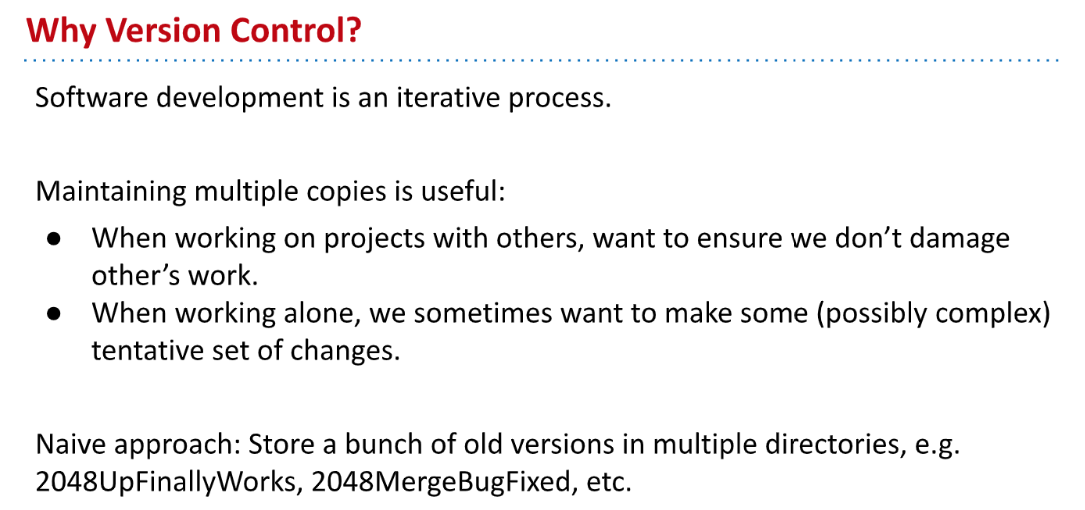 Why Version Control?
Software development is an iterative process.
Maintaining multiple copies is useful:
● When working on projects with others, want to ensure we don’t damage
other’s work.
● When working alone, we sometimes want to make some (possibly complex)
tentative set of changes.
Naive approach: Store a bunch of old versions in multiple directories, e.g.
2048UpFinallyWorks, 2048MergeBugFixed, etc.